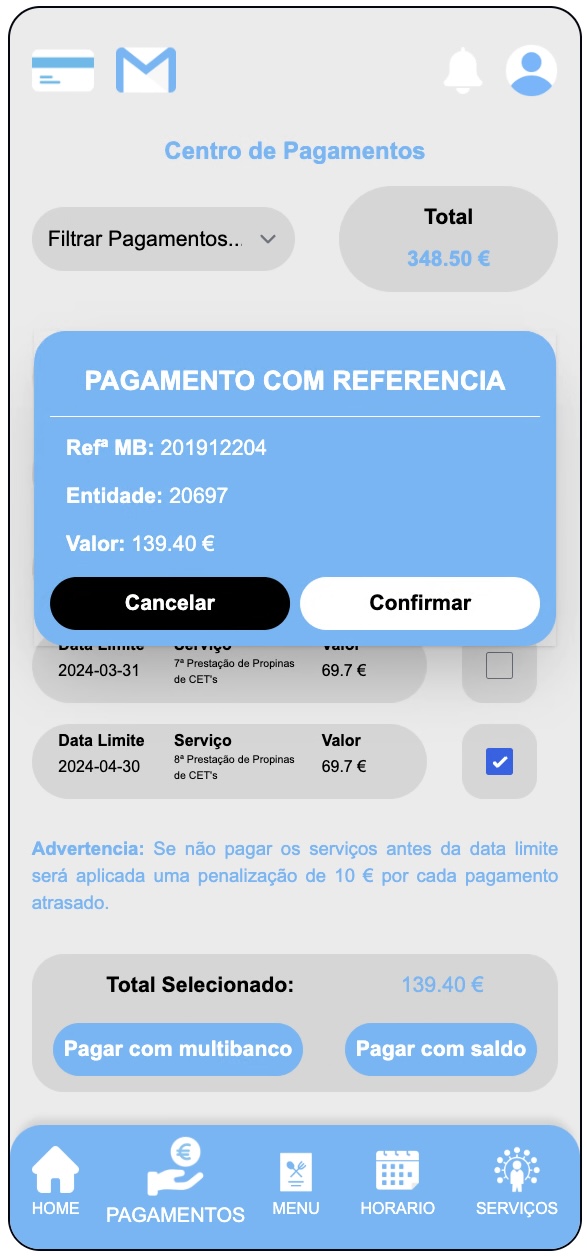 Centro de Pagamentos
Filtrar Pagamentos..
Total
348.50 €
PAGAMENTO COM REFERENCIA
Refª MB: 201912204
Entidade: 20697
Valor: 139.40 €
Cancelar Confirmar
Data Limite Serviço Valor
2024-03-31 7ª Prestação de Propinas 69.7 €
de CET's
Data Limite Serviço Valor
2024-04-30 8ª Prestação de Propinas 69.7 €
de CET's
Advertencia: Se não pagar os serviços antes da data limite
será aplicada uma penalização de 10 € por cada pagamento
atrasado.
Total Selecionado: 139.40 €
Pagar com multibanco Pagar com saldo
HOME PAGAMENTOS MENU HORARIO SERVIÇOS